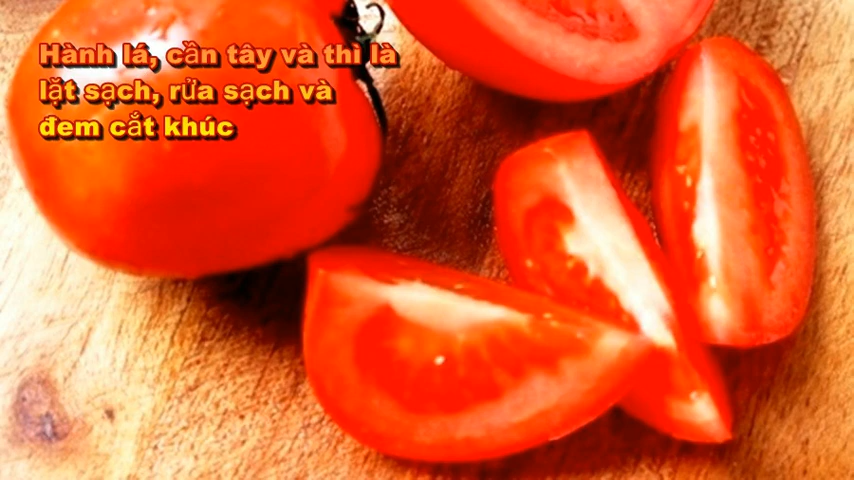 Hành lá, cần tây và thì là
lặt sạch, rửa sạch và
đem cắt khúc